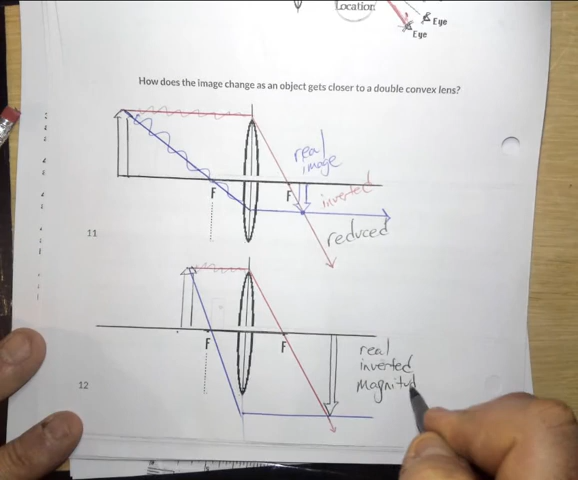 Location
Eye
Eye
How does the image change as an object gets closer to a double convex lens?
real
image
F
F
inverted
reduced
11
F
F
real
inverted
magnitud
12